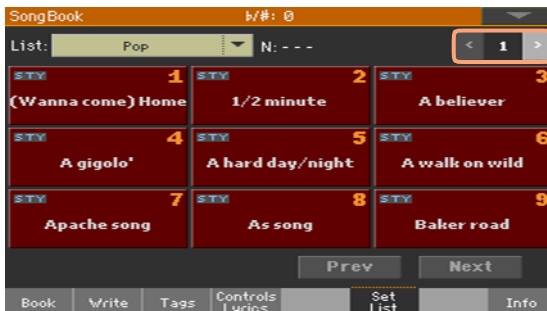 SongBook b/#: 0
List: Pop N: - - -
< 1 >
STY 1 STY 2 STY 3
(Wanna come) Home 1/2 minute A believer
STY 4 STY 5 STY 6
A gigolo' A hard day/night A walk on wild
STY 7 STY 8 STY 9
Apache song As song Baker road
Prev Next
Book Write Tags Controls Lyrics Set List Info